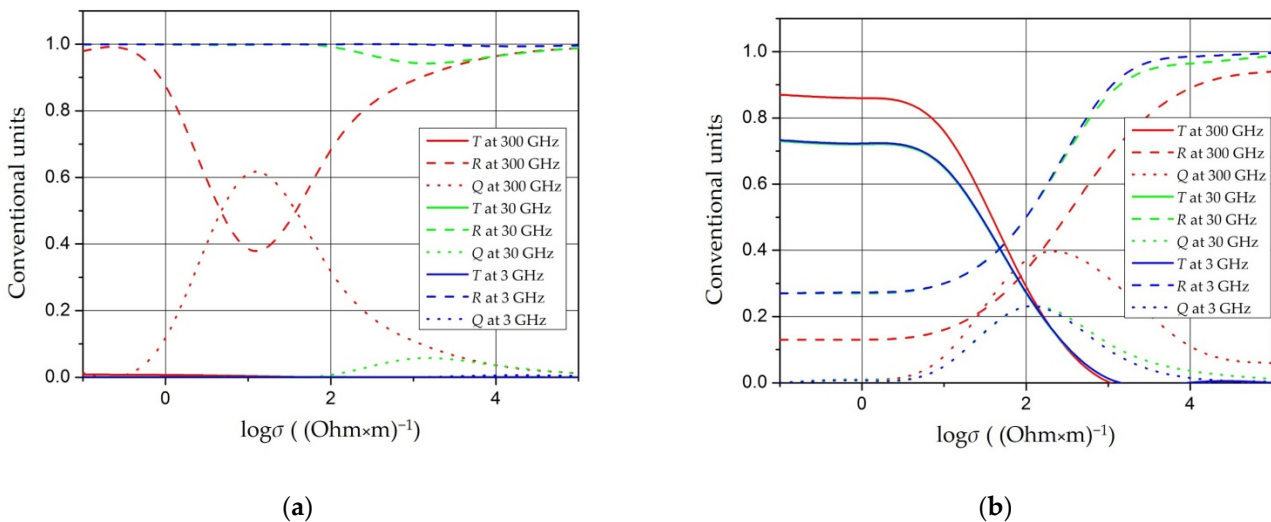 1.0
0.8
0.6
0.4
0.2
0.0
Conventional units
0
2
4
logσ ( (Ohm×m)⁻¹)
T at 300 GHz
R at 300 GHz
Q at 300 GHz
T at 30 GHz
R at 30 GHz
Q at 30 GHz
T at 3 GHz
R at 3 GHz
Q at 3 GHz
(a)
1.0
0.8
0.6
0.4
0.2
0.0
Conventional units
0
2
4
logσ ( (Ohm×m)⁻¹)
T at 300 GHz
R at 300 GHz
Q at 300 GHz
T at 30 GHz
R at 30 GHz
Q at 30 GHz
T at 3 GHz
R at 3 GHz
Q at 3 GHz
(b)